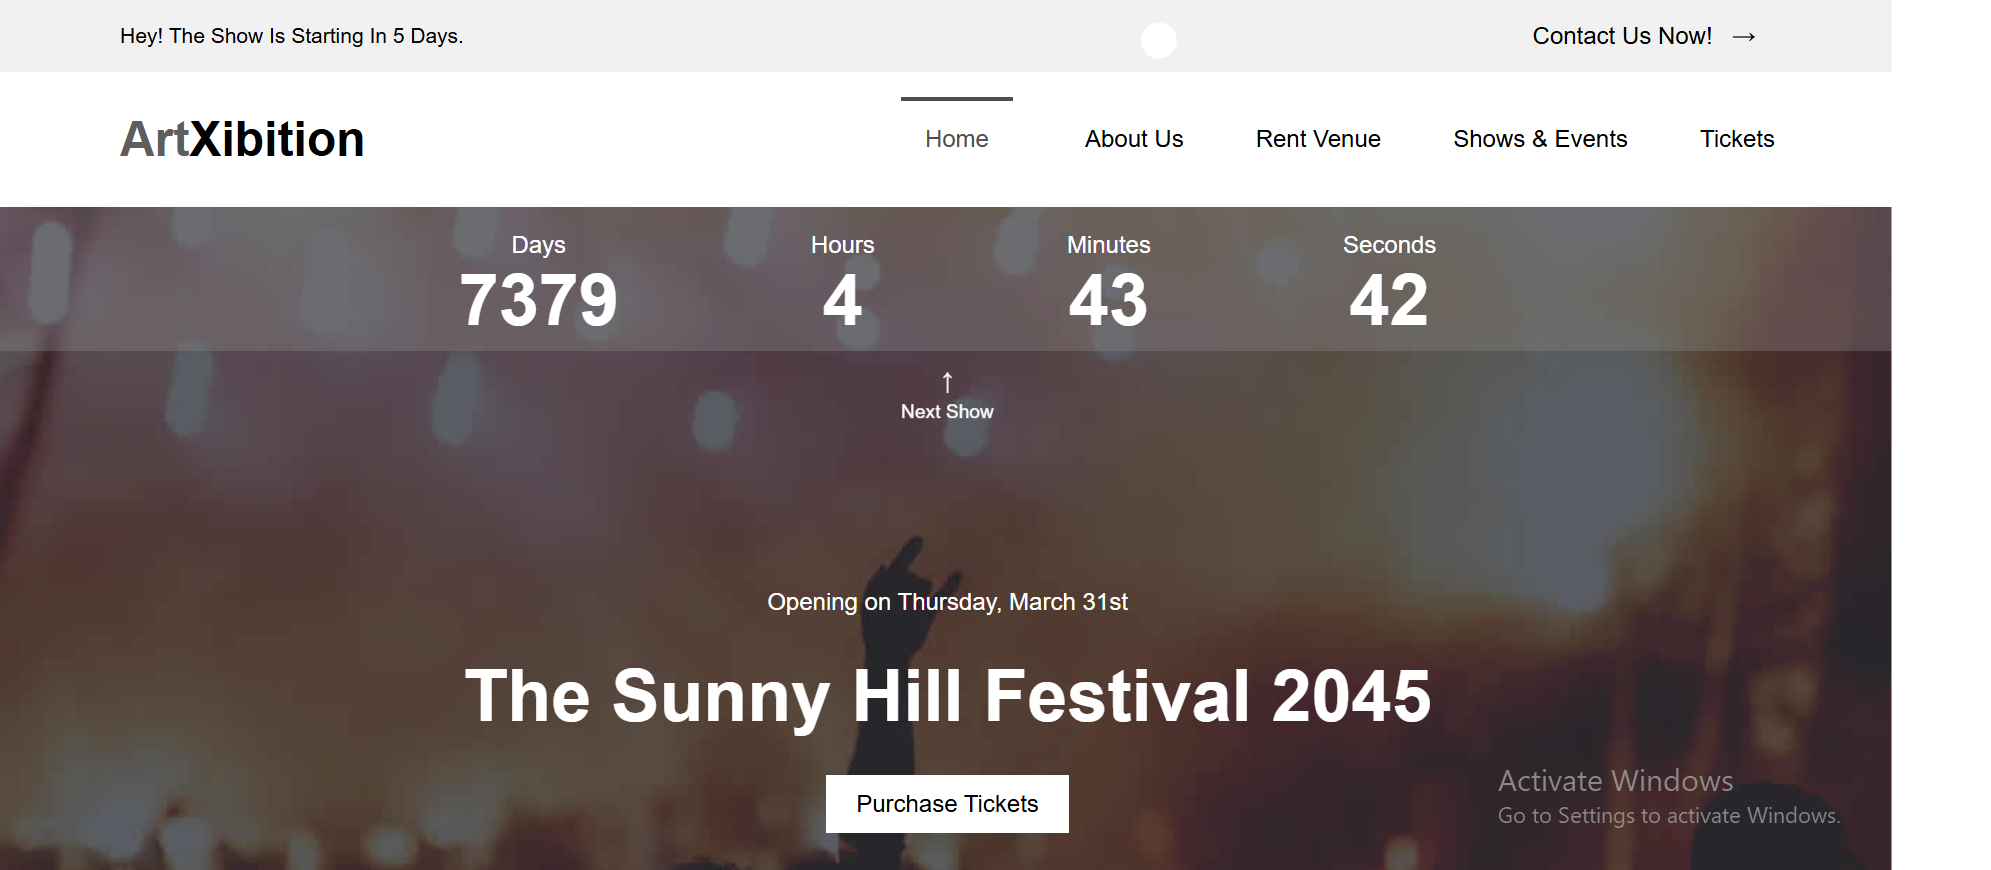 Hey! The Show Is Starting In 5 Days.
Contact Us Now! →
ArtXibition
Home About Us Rent Venue Shows & Events Tickets
Days Hours Minutes Seconds
7379 4 43 42
↑
Next Show
Opening on Thursday, March 31st
The Sunny Hill Festival 2045
Purchase Tickets
Activate Windows
Go to Settings to activate Windows.